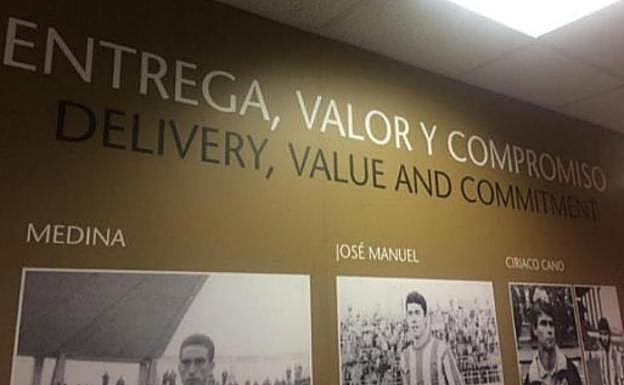 ENTREGA, VALOR Y COMPROMISO
DELIVERY, VALUE AND COMMITMENT
MEDINA
JOSÉ MANUEL
CIRIACO CANO